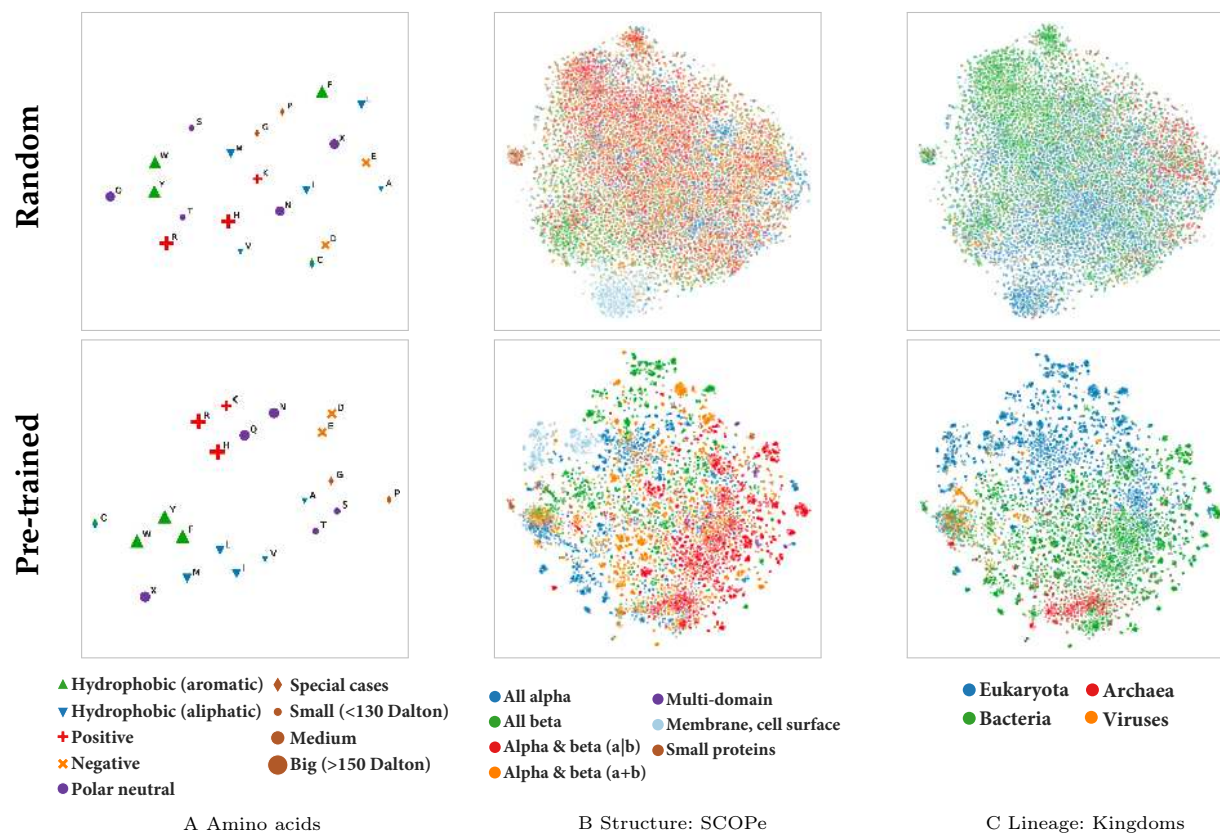 Random
F
L
P
S
G
X
M
W
E
K
Y
I
A
Q
N
T
H
R
V
D
C
Pre-trained
K
N
D
R
Q
E
H
G
A
P
S
C
Y
T
W
F
L
V
M
I
X
Hydrophobic (aromatic)
Special cases
Hydrophobic (aliphatic)
Small (<130 Dalton)
Positive
Medium
Negative
Big (>150 Dalton)
Polar neutral
All alpha
Multi-domain
All beta
Membrane, cell surface
Alpha & beta (a|b)
Small proteins
Alpha & beta (a+b)
Eukaryota
Archaea
Bacteria
Viruses
A Amino acids
B Structure: SCOPe
C Lineage: Kingdoms